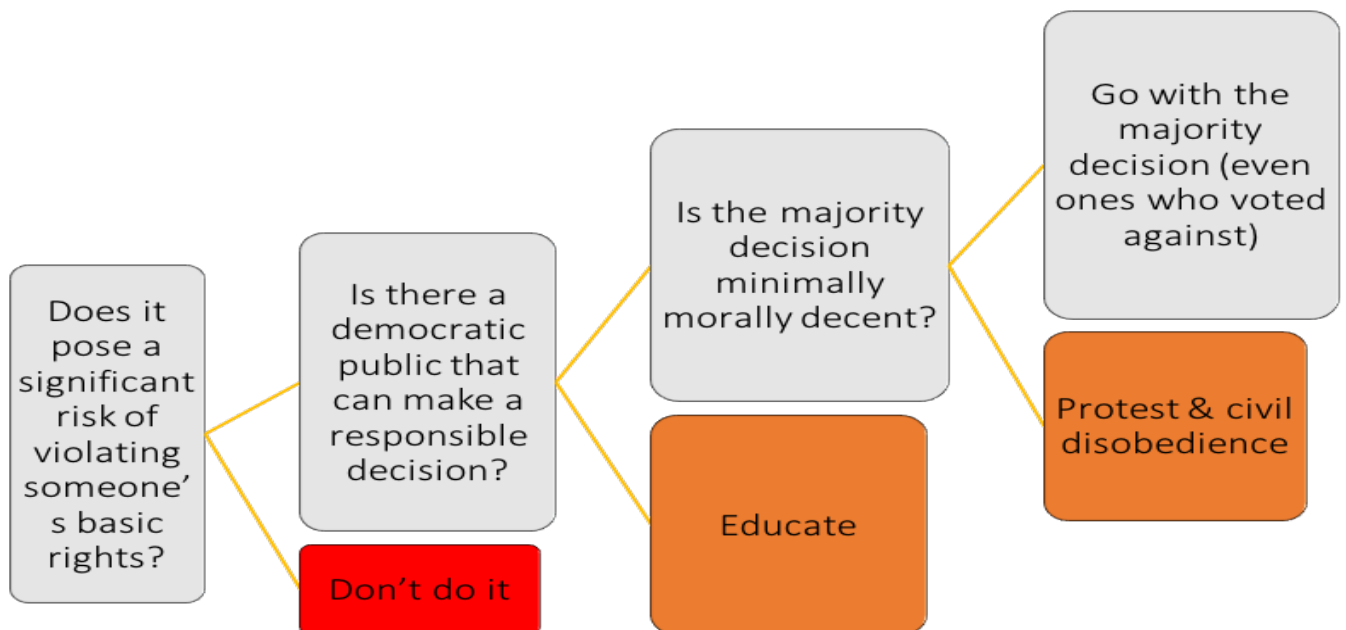 Does it
pose a
significant
risk of
violating
someone'
s basic
rights?
Is there a
democratic
public that
can make a
responsible
decision?
Don't do it
Is the majority
decision
minimally
morally decent?
Educate
Go with the
majority
decision (even
ones who voted
against)
Protest & civil
disobedience